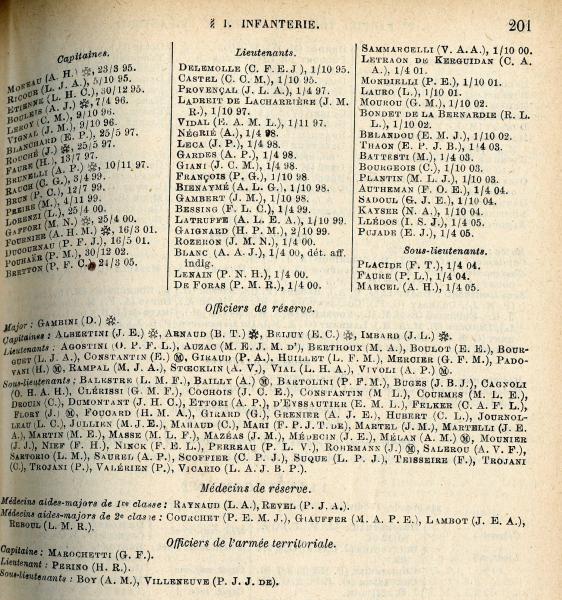 § I. INFANTERIE. 201
Capitaines.
MOREAU (A. H.) ❊, 23/3 95.
RICOUR (L. J. A.), 5/10 95.
ETIENNE (L. H. C.), 30/12 95.
BOULEIS (A. J.) ❊, 7/4 96.
LEROY (C. M.), 9/10 96.
VIGNAL (J. M.), 9/10 96.
BLANCHARD (E. P.), 25/5 97.
ROUCHÉ (J.) ❊, 25/5 97.
FAURE (H.), 13/7 97.
BRUNELLI (A. P.) ❊, 10/11 97.
BAUCH (C. G.), 3/4 99.
BRUN (P. C.), 12/7 99.
FREISE (M.), 4/11 99.
LORENZI (L.), 25/4 00.
GAFFORI (M. N.) ❊, 25/4 00.
FOURNIER (A. H. M.) ❊, 16/3 01.
DUCOURNAU (P. F. J.), 16/5 01.
POUHAËR (P. M.), 30/12 02.
BRETTON (P. F. C.), 24/3 05.
Lieutenants.
DELEMOLLE (C. F. E. J), 1/10 95.
CASTEL (C. C. M.), 1/10 95.
PROVENÇAL (J. L. A.), 1/4 97.
LADREIT DE LACHARRIÈRE (J. M.
R.), 1/10 97.
VIDAL (E. A. M. L.), 1/11 97.
NÉGRIÉ (A.), 1/4 98.
LECA (J. P.), 1/4 98.
GARDES (A. P.), 1/4 98.
GIANI (J. C. M.), 1/4 98.
FRANÇOIS (P. G.), 1/10 98.
BIENAYMÉ (A. L. G.), 1/10 98.
GAMBERT (J. M.), 1/10 98.
BESSING (F. L. C.), 1/4 99.
LATRUFFE (A. L. E. A.), 1/10 99.
GAIGNARD (H. P. M.), 2/10 99.
ROZERON (J. M. N.), 1/4 00.
BLANC (A. A. J.), 1/4 00, dét. aff.
indig.
LENAIN (P. N. H.), 1/4 00.
DE FORAS (P. M. R.), 1/4 00.
SAMMARCELLI (V. A. A.), 1/10 00.
LETRAON DE KERGUIDAN (C. A.
A.), 1/4 01.
MONDIELLI (P. E.), 1/10 01.
LAURO (L.), 1/10 01.
MOUROU (G. M.), 1/10 02.
BONDET DE LA BERNARDIE (R. L.
L.), 1/10 02.
BELANDOU (E. M. J.), 1/10 02.
THAON (E. P. J. B.), 1/4 03.
BATTESTI (M.), 1/4 03.
BOURGEOIS (C.), 1/10 03.
PLANTIN (M. L. J.), 1/10 03.
AUTHEMAN (F. O. E.), 1/4 04.
SADOUL (G. J. E.), 1/10 04.
KAYSER (N. A.), 1/10 04.
ILÉDOS (I. S. J.), 1/4 05.
PUJADE (E. J.), 1/4 05.
Sous-lieutenants.
PLACIDE (F. T.), 1/4 04.
FAURE (P. L.), 1/4 04.
MARCEL (A. H.), 1/4 05.
Officiers de réserve.
Major : GAMBINI (D.) ❊.
Capitaines : ALBERTINI (J. E.) ❊, ARNAUD (B. T.) ❊, BEIJUY (E. C.) ❊, IMBARD (J. L.) ❊.
Lieutenants : AGOSTINI (O. P. F. L.), AUZAC (M. E. J. M. D'), BERTHOUX (M. A.), BOULOT (E. E.), BOUR-
GUET (L. J. A.), CONSTANTIN (E.) Ⓜ, GIRAUD (P. A.), HUILLET (L. F. M.), MERCIER (G. F. M.), PADO-
VANI (H.) Ⓜ, RAMPAL (M. J. A.), STŒCKLIN (A. V.), VIAL (L. H. A.), VIVOLI (A. P.) Ⓜ.
Sous-lieutenants : BALESTRE (L. M. F.), BAILLY (A.) Ⓜ, BARTOLINI (P. F. M.), BUGES (J. B. J.), CAGNOLI
(O. H. A. H.), CLÉRISSI (G. M. F.), COCHOIS (J. C. E.), CONSTANTIN (M. L.), COURMES (M. L. E.),
DROUIN (C.), DUMONTANT (J. H. C.), ETTORI (A. P.), D'EYSSAUTIER (E. M. L.), FELKER (C. A. F. L.),
FLORY (J.) Ⓜ, FOUCARD (H. M. A.), GIRARD (G.), GRENIER (A. J. E.), HUBERT (C. L.), JOURNOL-
LEAU (L. C.), JULLIEN (M. J. E.), MAHAUD (C.), MARI (F. P. J. T. DE), MARTEL (J. M.), MARTELLI (J. E.
A.), MARTIN (M. E.), MASSE (M. L. F.), MAZÉAS (J. M.), MÉDECIN (J. E.), MÉLAN (A. M.) Ⓜ, MOUNIER
(J. J.), NIEF (F. H.), NINCK (F. E. L.), PERREAU (P. L. V.), ROHRMANN (J.) Ⓜ, SALEROU (A. V. F.),
SARTORIO (L. M.), SAUREL (A. P.), SCOFFIER (C. P. J.), SUQUE (L. P. J.), TEISSEIRE (F.), TROJANI
(C.), TROJANI (P.), VALÉRIEN (P.), VICARIO (L. A. J. B. P.).
Médecins de réserve.
Médecins aides-majors de 1re classe : RAYNAUD (L. A.), REVEL (P. J. A.).
Médecins aides-majors de 2e classe : COURCHET (P. E. M. J.), GIAUFFER (M. A. P. E.), LAMBOT (J. E. A.),
REBOUL (L. M. R.).
Officiers de l'armée territoriale.
Capitaine : MAROCHETTI (G. F.).
Lieutenant : PERINO (H. R.).
Sous-lieutenants : BOY (A. M.), VILLENEUVE (P. J. J. DE).